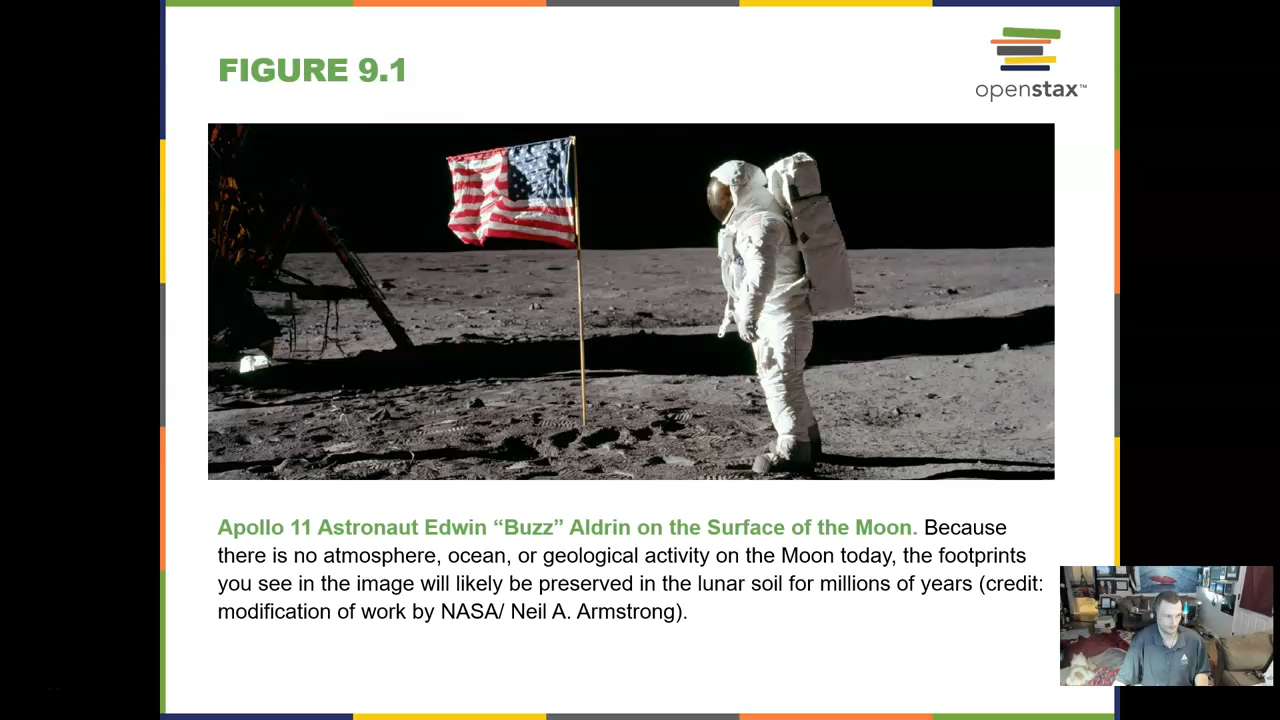 FIGURE 9.1
openstax™
Apollo 11 Astronaut Edwin “Buzz” Aldrin on the Surface of the Moon. Because
there is no atmosphere, ocean, or geological activity on the Moon today, the footprints
you see in the image will likely be preserved in the lunar soil for millions of years (credit:
modification of work by NASA/ Neil A. Armstrong).